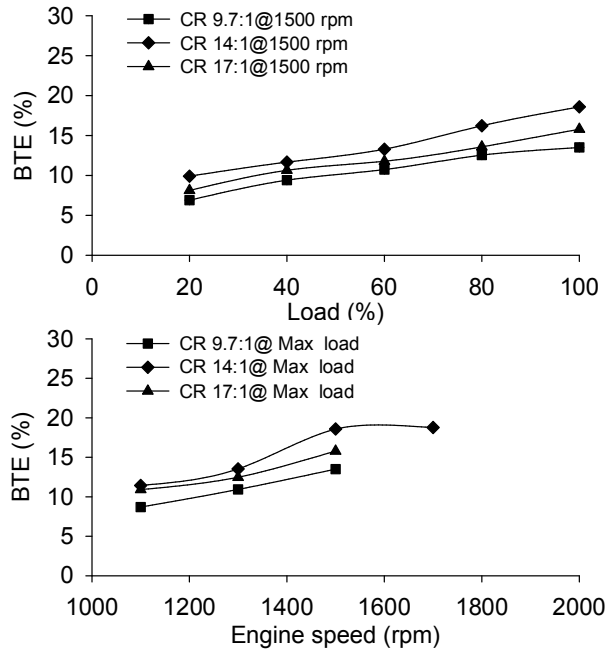 30
25
20
15
10
5
0
BTE (%)
CR 9.7:1@1500 rpm
CR 14:1@1500 rpm
CR 17:1@1500 rpm
0 20 40 60 80 100
Load (%)
30
25
20
15
10
5
0
BTE (%)
CR 9.7:1@ Max load
CR 14:1@ Max load
CR 17:1@ Max load
1000 1200 1400 1600 1800 2000
Engine speed (rpm)